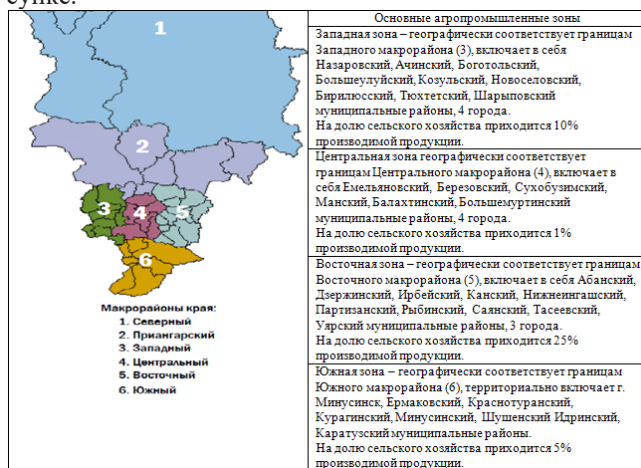 сунке.
1
2
3
4
5
6
Макрорайоны края:
1. Северный
2. Приангарский
3. Западный
4. Центральный
5. Восточный
6. Южный
Основные агропромышленные зоны
Западная зона – географически соответствует границам
Западного макрорайона (3), включает в себя
Назаровский, Ачинский, Боготольский,
Большеулуйский, Козульский, Новоселовский,
Бирилюсский, Тюхтетский, Шарыповский
муниципальные районы, 4 города.
На долю сельского хозяйства приходится 10%
производимой продукции.
Центральная зона географически соответствует
границам Центрального макрорайона (4), включает в
себя Емельяновский, Березовский, Сухобузимский,
Манский, Балахтинский, Большемуртинский
муниципальные районы, 4 города.
На долю сельского хозяйства приходится 1%
производимой продукции.
Восточная зона – географически соответствует границам
Восточного макрорайона (5), включает в себя Абанский,
Дзержинский, Ирбейский, Канский, Нижнеингашский,
Партизанский, Рыбинский, Саянский, Тасеевский,
Уярский муниципальные районы, 3 города.
На долю сельского хозяйства приходится 25%
производимой продукции.
Южная зона – географически соответствует границам
Южного макрорайона (6), территориально включает г.
Минусинск, Ермаковский, Краснотуранский,
Курагинский, Минусинский, Шушенский Идринский,
Каратузский муниципальные районы.
На долю сельского хозяйства приходится 5%
производимой продукции.